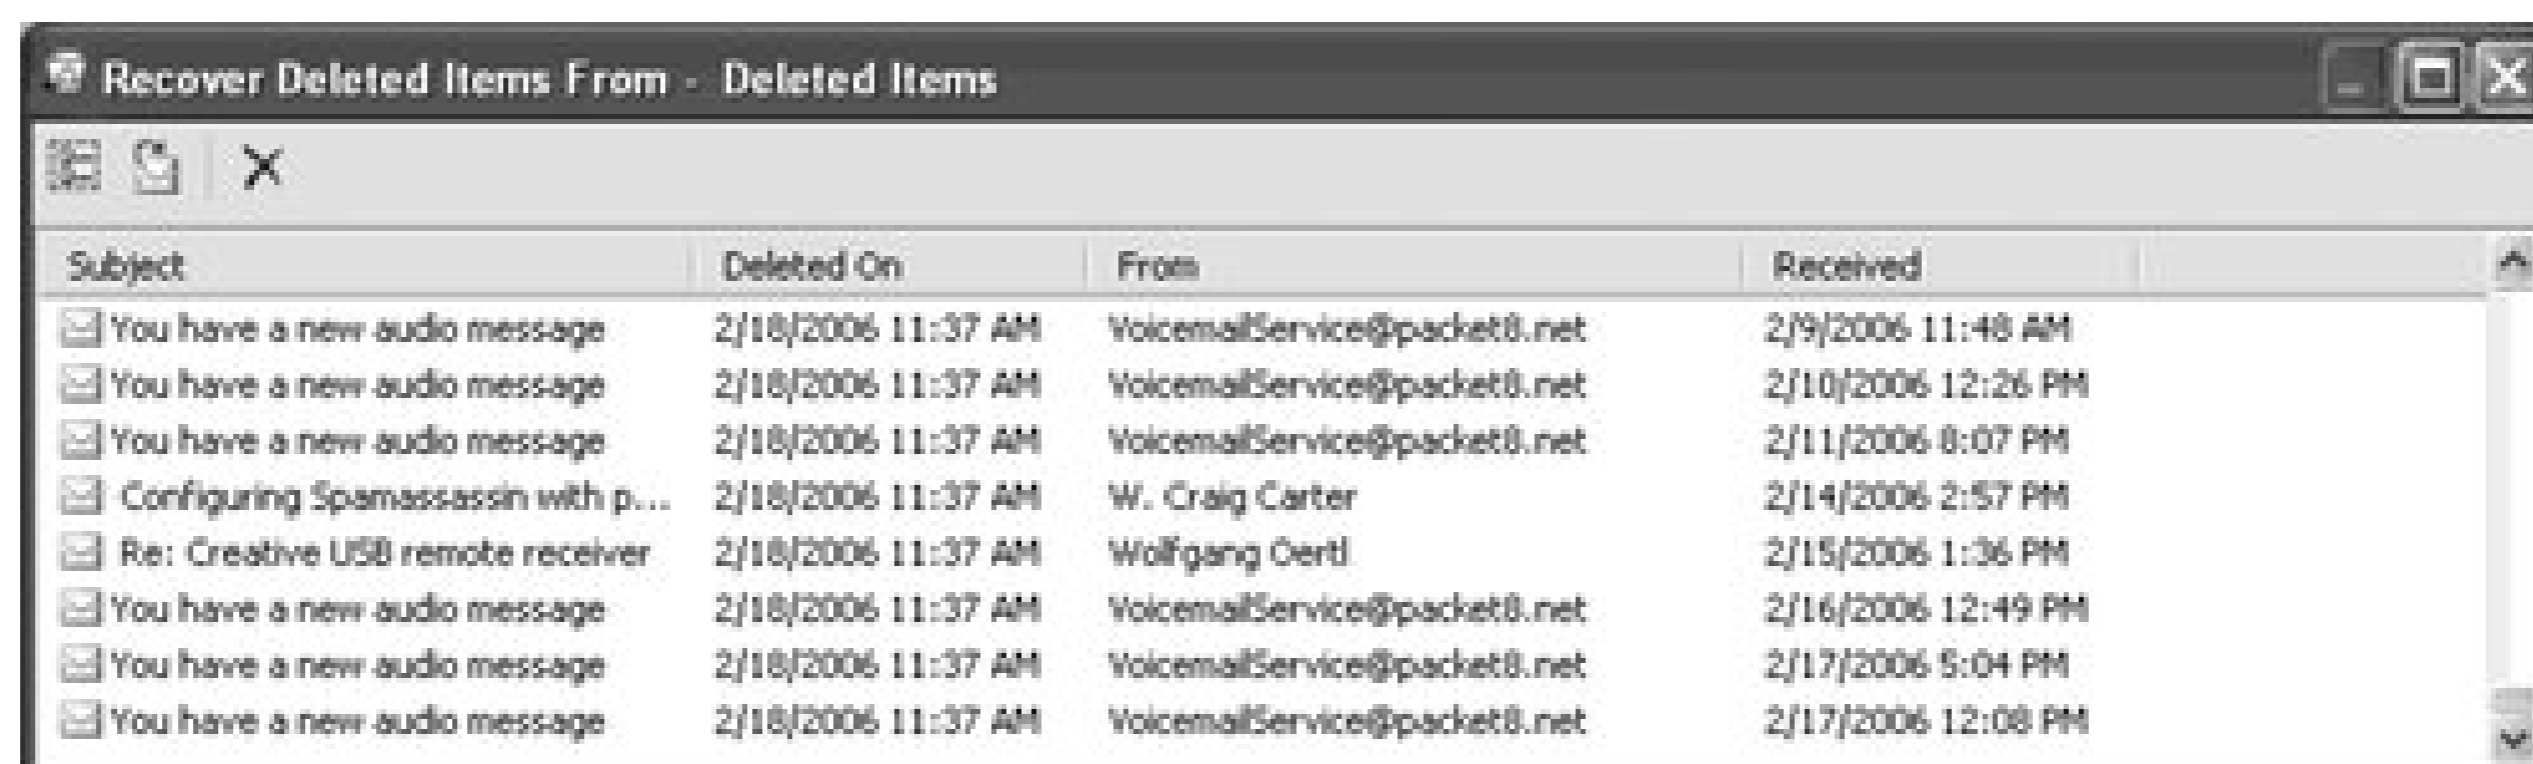 Recover Deleted Items From - Deleted Items
Subject Deleted On From Received
You have a new audio message 2/18/2006 11:37 AM VoicemailService@packet8.net 2/9/2006 11:48 AM
You have a new audio message 2/18/2006 11:37 AM VoicemailService@packet8.net 2/10/2006 12:26 PM
You have a new audio message 2/18/2006 11:37 AM VoicemailService@packet8.net 2/11/2006 8:07 PM
Configuring Spamassassin with p... 2/18/2006 11:37 AM W. Craig Carter 2/14/2006 2:57 PM
Re: Creative USB remote receiver 2/18/2006 11:37 AM Wolfgang Oertl 2/15/2006 1:36 PM
You have a new audio message 2/18/2006 11:37 AM VoicemailService@packet8.net 2/16/2006 12:49 PM
You have a new audio message 2/18/2006 11:37 AM VoicemailService@packet8.net 2/17/2006 5:04 PM
You have a new audio message 2/18/2006 11:37 AM VoicemailService@packet8.net 2/17/2006 12:08 PM